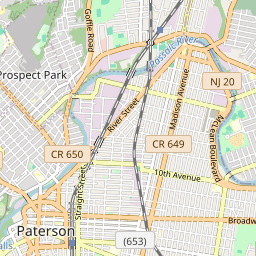 Goffle Road
Passaic River
Prospect Park
NJ 20
River Street
Madison Avenue
McLean Boulevard
CR 650
CR 649
10th Avenue
Straight Street
Broadw
Paterson
(653)
alls